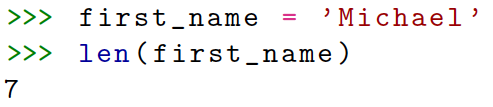 >>> first_name = ’Michael’
>>> len(first_name)
7